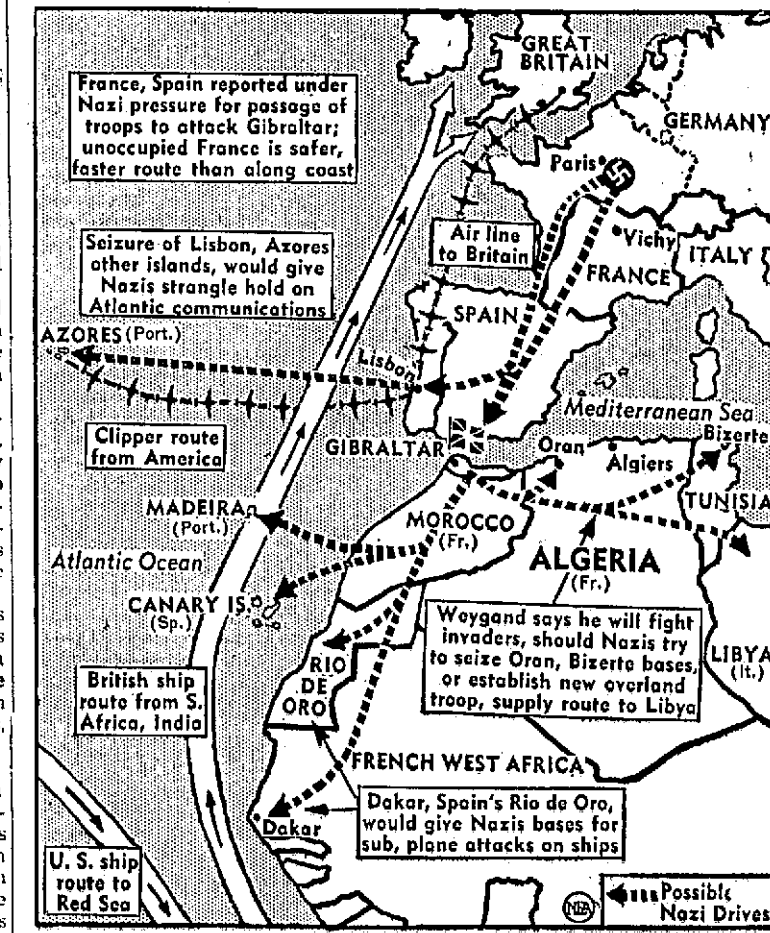 GREAT
BRITAIN
France, Spain reported under
Nazi pressure for passage of
troops to attack Gibraltar;
unoccupied France is safer,
faster route than along coast
GERMANY
Paris
Seizure of Lisbon, Azores
other islands, would give
Nazis strangle hold on
Atlantic communications
Air line
to Britain
Vichy
ITALY
FRANCE
SPAIN
AZORES (Port.)
Lisbon
Clipper route
from America
Mediterranean Sea
Bizerte
GIBRALTAR
Oran
Algiers
TUNISIA
MADEIRA
(Port.)
MOROCCO
(Fr.)
Atlantic Ocean
ALGERIA
(Fr.)
CANARY IS.
(Sp.)
Weygand says he will fight
invaders, should Nazis try
to seize Oran, Bizerte bases,
or establish new overland
troop, supply route to Libya
LIBYA
(It.)
RIO
DE
ORO
British ship
route from S.
Africa, India
FRENCH WEST AFRICA
Dakar, Spain's Rio de Oro,
would give Nazis bases for
sub, plane attacks on ships
Dakar
U. S. ship
route to
Red Sea
NEA
Possible
Nazi Drives